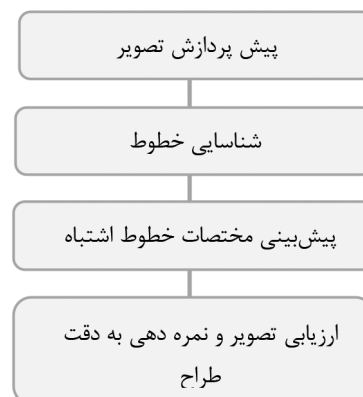 پیش پردازش تصویر
شناسایی خطوط
پیش‌بینی مختصات خطوط اشتباه
ارزیابی تصویر و نمره دهی به دقت
طراح